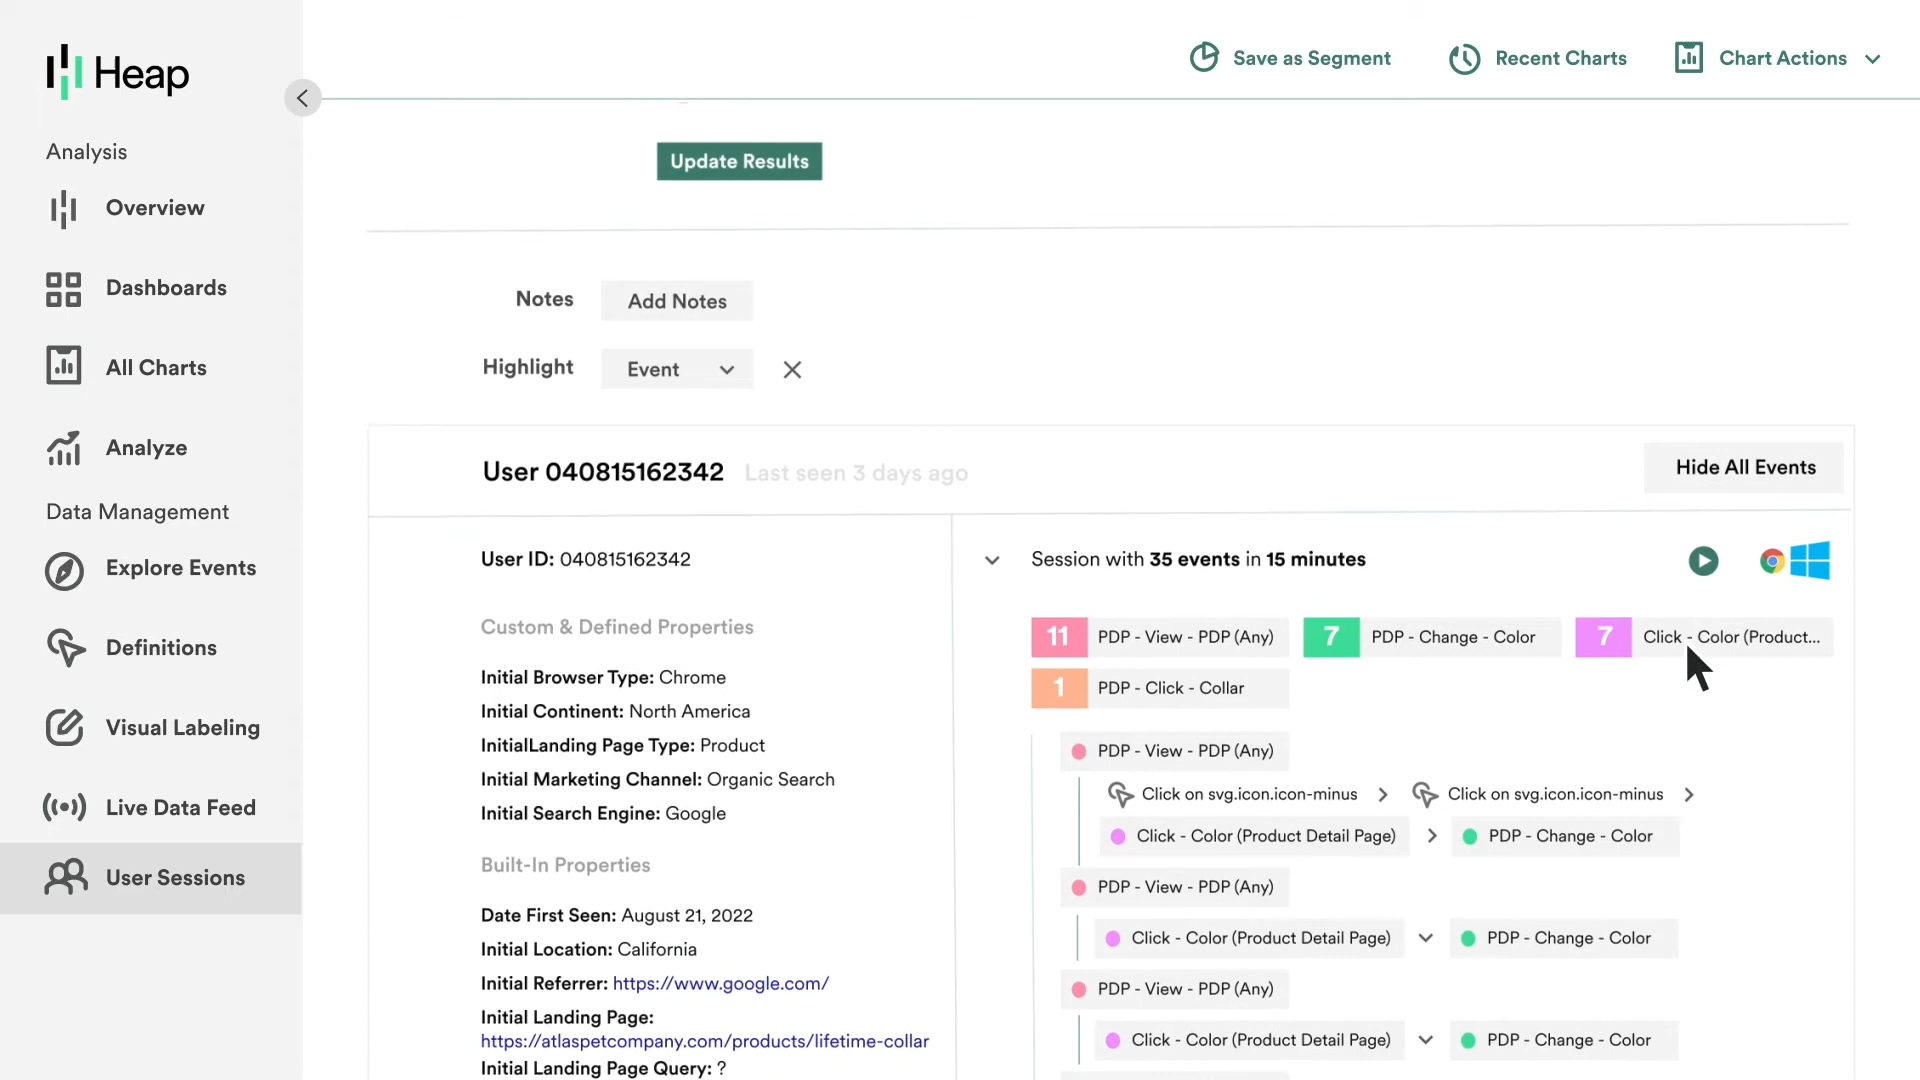 Heap
Save as Segment
Recent Charts
Chart Actions
Analysis
Overview
Dashboards
All Charts
Analyze
Data Management
Explore Events
Definitions
Visual Labeling
Live Data Feed
User Sessions
Update Results
Notes Add Notes
Highlight Event
User 040815162342 Last seen 3 days ago
Hide All Events
User ID: 040815162342
Custom & Defined Properties
Initial Browser Type: Chrome
Initial Continent: North America
InitialLanding Page Type: Product
Initial Marketing Channel: Organic Search
Initial Search Engine: Google
Built-In Properties
Date First Seen: August 21, 2022
Initial Location: California
Initial Referrer: https://www.google.com/
Initial Landing Page:
https://atlaspetcompany.com/products/lifetime-collar
Initial Landing Page Query: ?
Session with 35 events in 15 minutes
11 PDP - View - PDP (Any) 7 PDP - Change - Color 7 Click - Color (Product...
1 PDP - Click - Collar
PDP - View - PDP (Any)
Click on svg.icon.icon-minus Click on svg.icon.icon-minus
Click - Color (Product Detail Page) PDP - Change - Color
PDP - View - PDP (Any)
Click - Color (Product Detail Page) PDP - Change - Color
PDP - View - PDP (Any)
Click - Color (Product Detail Page) PDP - Change - Color